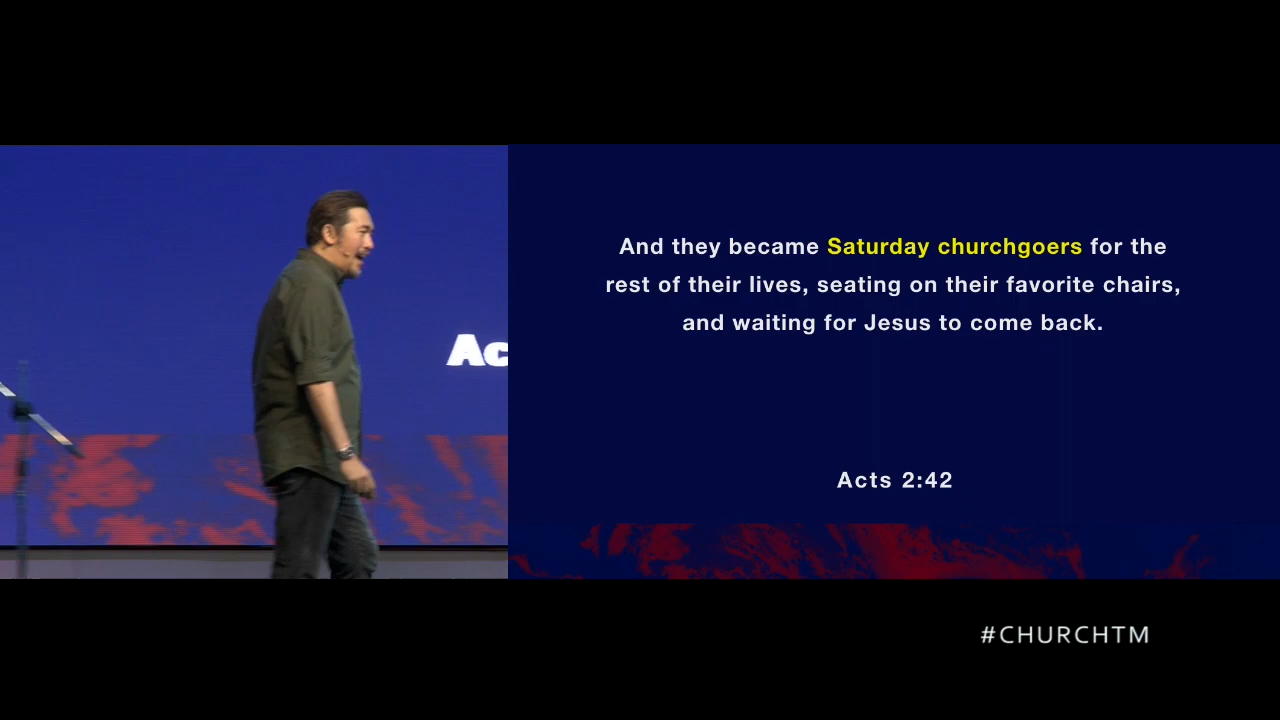 Ac
And they became Saturday churchgoers for the
rest of their lives, seating on their favorite chairs,
and waiting for Jesus to come back.
Acts 2:42
#CHURCHTM